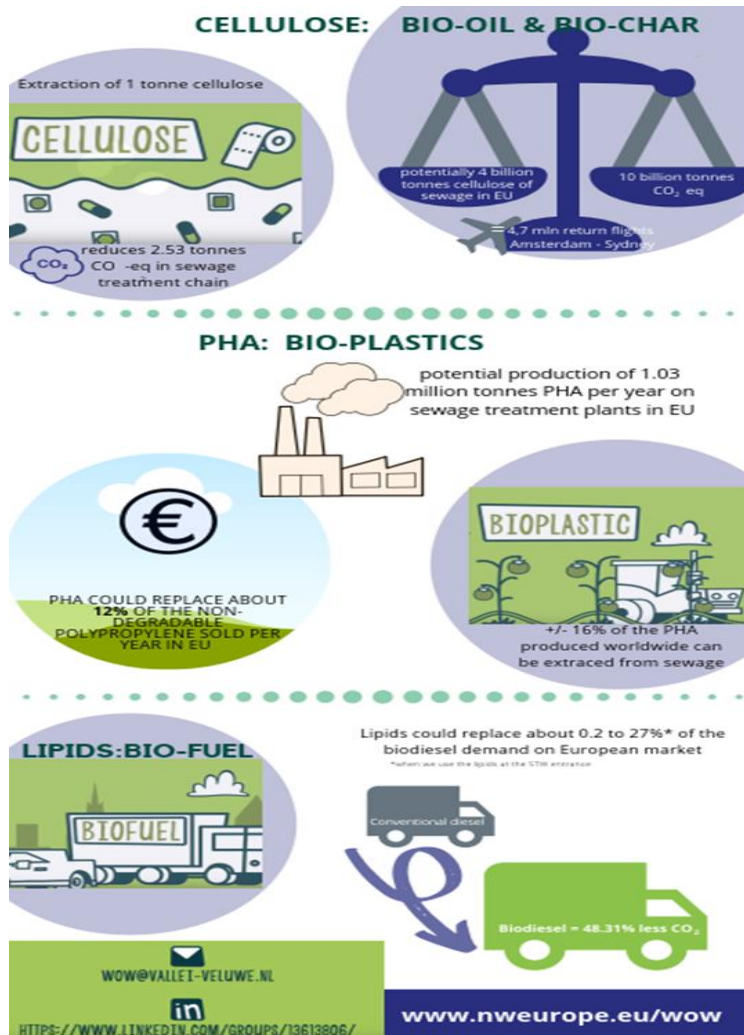 CELLULOSE: BIO-OIL & BIO-CHAR
Extraction of 1 tonne cellulose
CELLULOSE
CO₂
reduces 2.53 tonnes
CO -eq in sewage
treatment chain
potentially 4 billion
tonnes cellulose of
sewage in EU
10 billion tonnes
CO₂ eq
= 4,7 mln return flights
Amsterdam - Sydney
PHA: BIO-PLASTICS
potential production of 1.03
million tonnes PHA per year on
sewage treatment plants in EU
€
PHA COULD REPLACE ABOUT
12% OF THE NON-
DEGRADABLE
POLYPROPYLENE SOLD PER
YEAR IN EU
BIOPLASTIC
+/- 16% of the PHA
produced worldwide can
be extraced from sewage
LIPIDS:BIO-FUEL
BIOFUEL
Lipids could replace about 0.2 to 27%* of the
biodiesel demand on European market
*when we use the lipids at the STW entrance
Conventional diesel
Biodiesel = 48.31% less CO₂
WOW@VALLEI-VELUWE.NL
in
HTTPS://WWW.LINKEDIN.COM/GROUPS/13613806/
www.nweurope.eu/wow